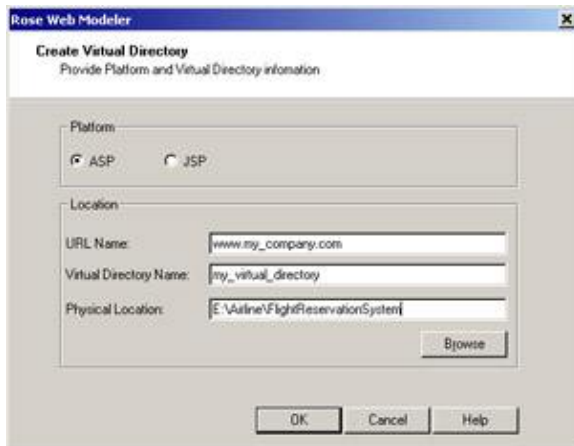 Rose Web Modeler
Create Virtual Directory
Provide Platform and Virtual Directory infomation
Platform
ASP JSP
Location
URL Name: www.my_company.com
Virtual Directory Name: my_virtual_directory
Physical Location: E:\Airline\FlightReservationSystem
Browse
OK Cancel Help